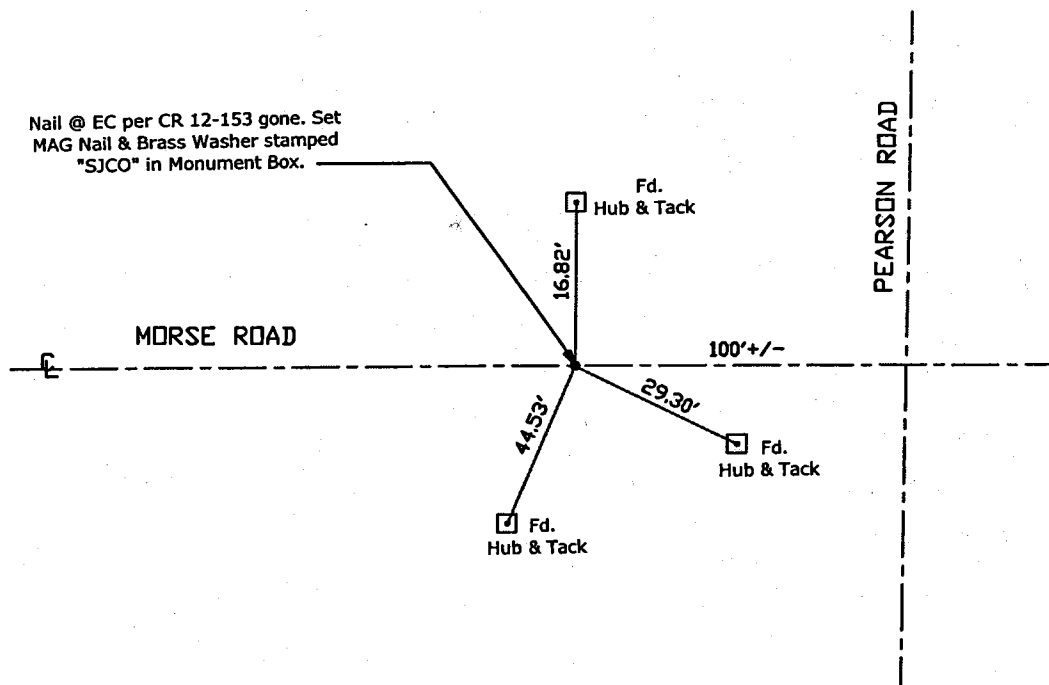 Nail @ EC per CR 12-153 gone. Set
MAG Nail & Brass Washer stamped
"SJCO" in Monument Box.
Fd.
Hub & Tack
PEARSON ROAD
16.82'
MORSE ROAD
100'+/-
℄
29.30'
44.53'
Fd.
Hub & Tack
Fd.
Hub & Tack